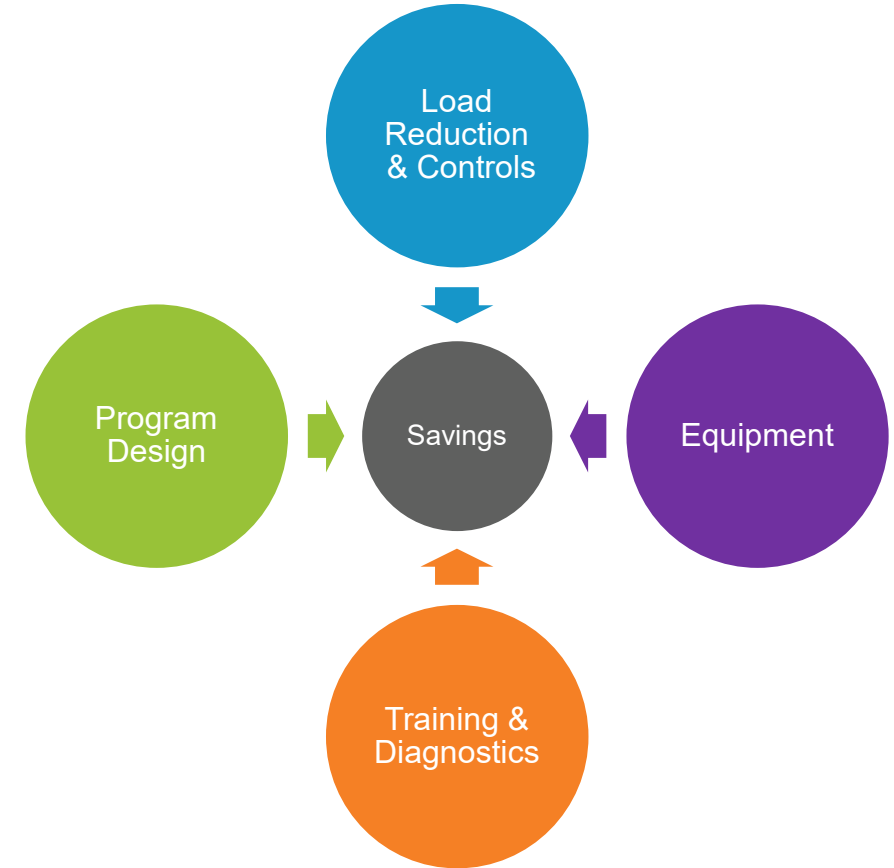 Load
Reduction
& Controls
Program
Design
Savings
Equipment
Training &
Diagnostics